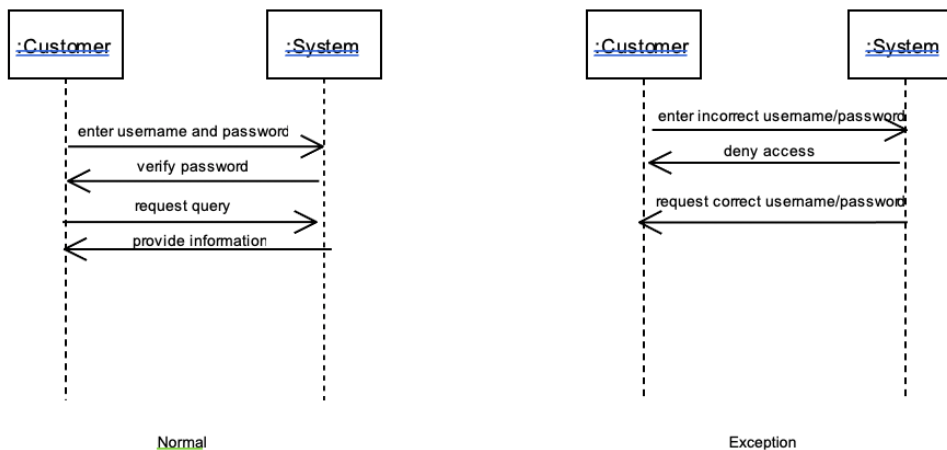 :Customer
:System
enter username and password
verify password
request query
provide information
Normal
:Customer
:System
enter incorrect username/password
deny access
request correct username/password
Exception